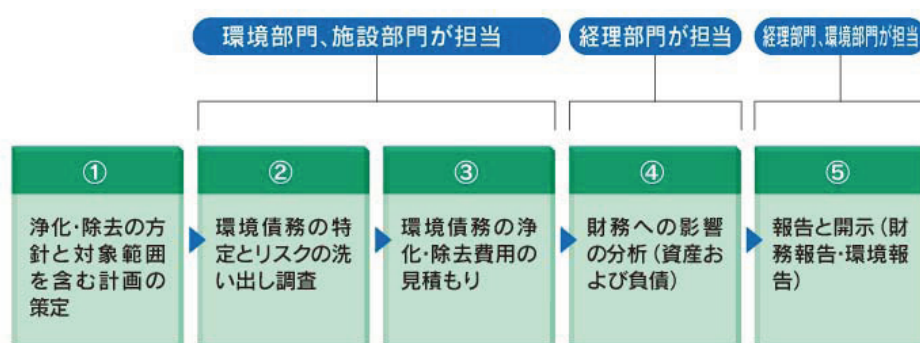 環境部門、施設部門が担当
経理部門が担当
経理部門、環境部門が担当
①
浄化・除去の方
針と対象範囲
を含む計画の
策定
②
環境債務の特
定とリスクの洗
い出し調査
③
環境債務の浄
化・除去費用の
見積もり
④
財務への影響
の分析（資産お
よび負債）
⑤
報告と開示（財
務報告・環境報
告）